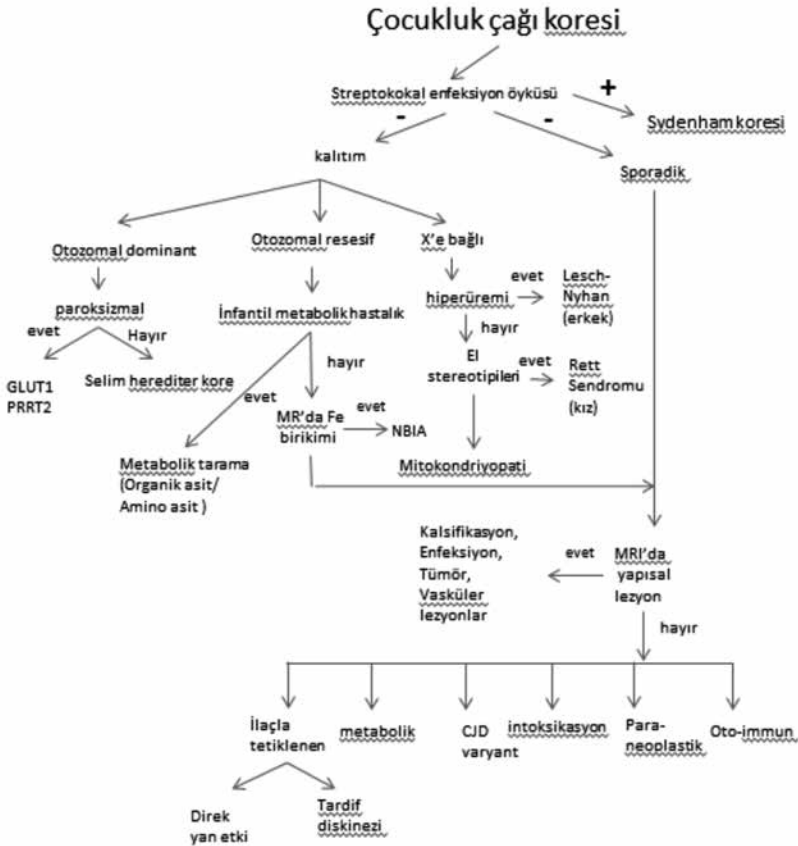 Çocukluk çağı koresi
Streptokokal enfeksiyon öyküsü
+
-
-
Sydenham koresi
kalıtım
Sporadik
Otozomal dominant
Otozomal resesif
X'e bağlı
paroksizmal
İnfantil metabolik hastalık
hiperüremi
evet
Lesch-
Nyhan
(erkek)
evet
Hayır
hayır
hayır
GLUT1
PRRT2
Selim herediter kore
El
stereotipileri
evet
Rett
Sendromu
(kız)
evet
MR'da Fe
birikimi
evet
NBIA
Metabolik tarama
(Organik asit/
Amino asit )
Mitokondriyopati
Kalsifikasyon,
Enfeksiyon,
Tümör,
Vasküler
lezyonlar
evet
MRI'da
yapısal
lezyon
hayır
İlaçla
tetiklenen
metabolik
CJD
varyant
intoksikasyon
Para-
neoplastik
Oto-immun
Direk
yan etki
Tardif
diskinezi